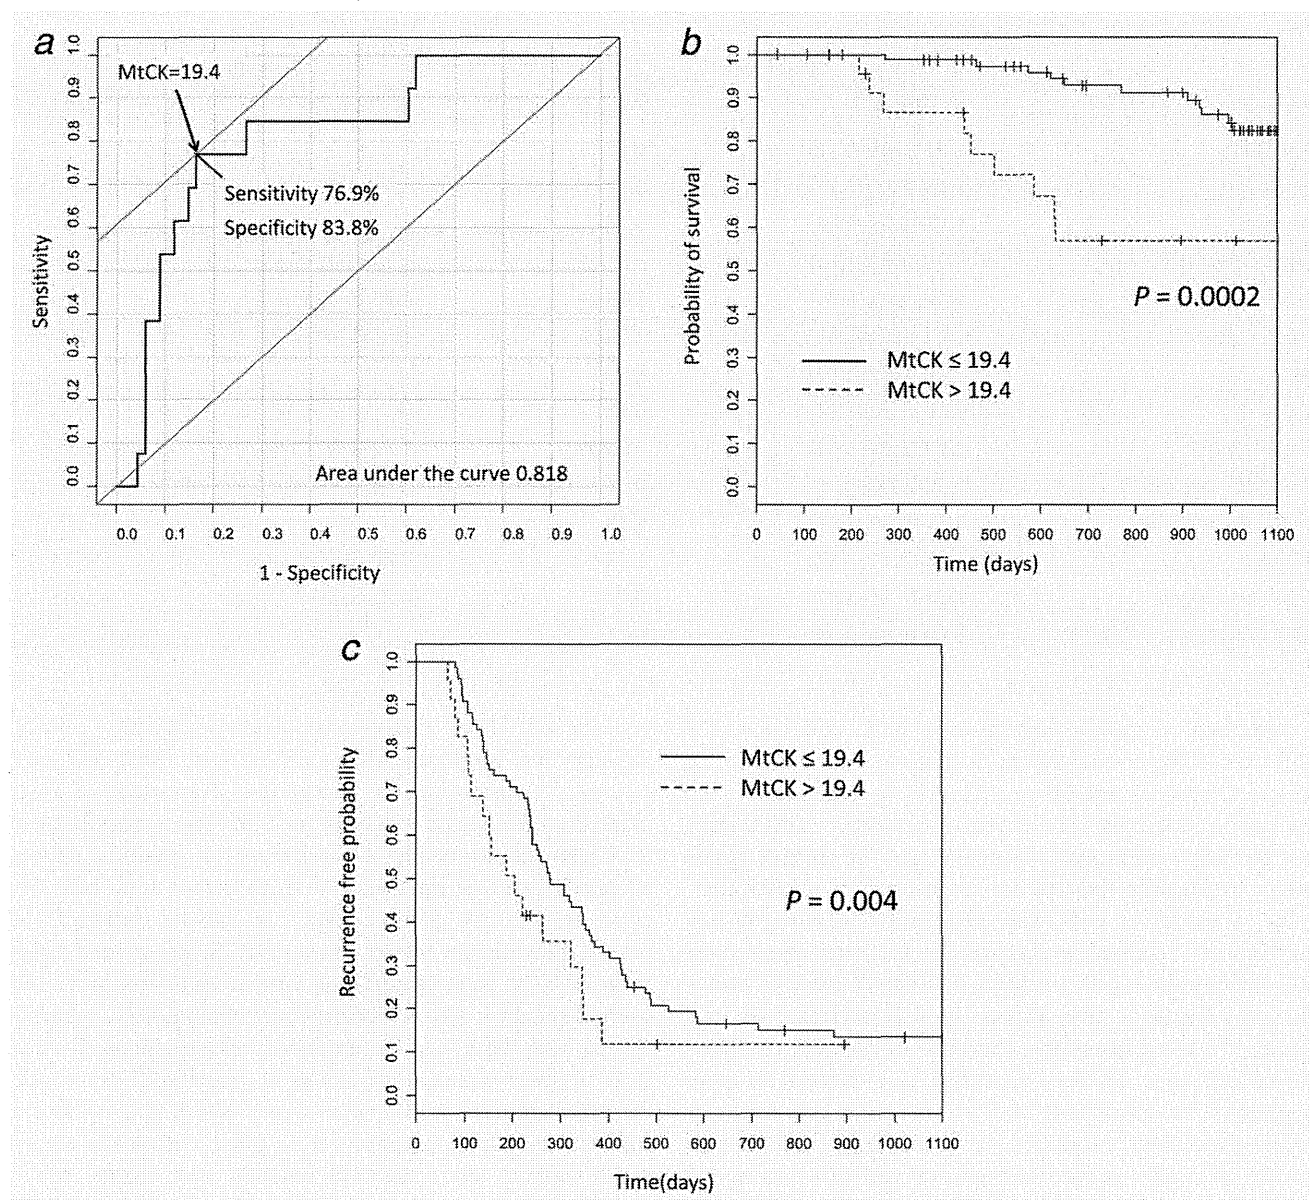 a
1.0
0.9
0.8
0.7
0.6
0.5
0.4
0.3
0.2
0.1
0.0
Sensitivity
MtCK=19.4
Sensitivity 76.9%
Specificity 83.8%
Area under the curve 0.818
0.0 0.1 0.2 0.3 0.4 0.5 0.6 0.7 0.8 0.9 1.0
1 - Specificity
b
1.0
0.9
0.8
0.7
0.6
0.5
0.4
0.3
0.2
0.1
0.0
Probability of survival
P = 0.0002
MtCK ≤ 19.4
MtCK > 19.4
0 100 200 300 400 500 600 700 800 900 1000 1100
Time (days)
c
1.0
0.9
0.8
0.7
0.6
0.5
0.4
0.3
0.2
0.1
0.0
Recurrence free probability
MtCK ≤ 19.4
MtCK > 19.4
P = 0.004
0 100 200 300 400 500 600 700 800 900 1000 1100
Time(days)